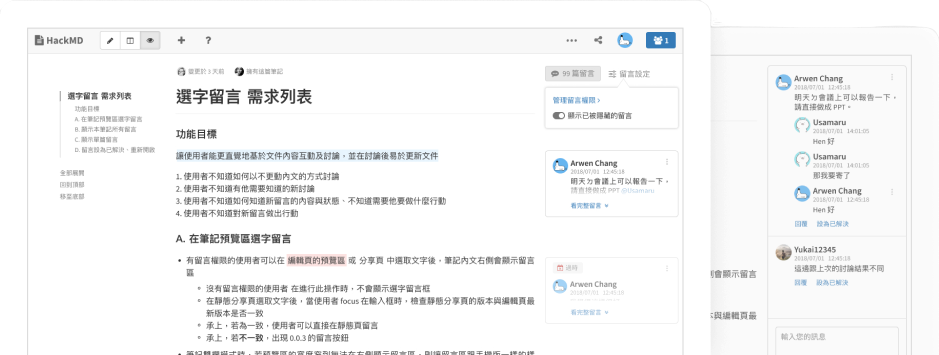 HackMD
?
1
變更於 3 天前
擁有這篇筆記
選字留言 需求列表
功能目標
A. 在筆記預覽區選字留言
B. 顯示本筆記所有留言
C. 顯示單篇留言
D. 留言設為已解決、重新開啟
全部展開
回到頂部
移至底部
選字留言 需求列表
功能目標
讓使用者能更直覺地基於文件內容互動及討論,並在討論後易於更新文件
1. 使用者不知道如何以不更動內文的方式討論
2. 使用者不知道有他需要知道的新討論
3. 使用者不知道如何知道新留言的內容與狀態、不知道需要他要做什麼行動
4. 使用者不知道對新留言做出行動
A. 在筆記預覽區選字留言
有留言權限的使用者可以在 編輯頁的預覽區 或 分享頁 中選取文字後,筆記內文右側會顯示留言
區
沒有留言權限的使用者 在進行此操作時、不會顯示選字留言框
在靜態分享頁選取文字後,當使用者 focus 在輸入框時,檢查靜態分享頁的版本與編輯頁最
新版本是否一致
承上,若為一致,使用者可以直接在靜態頁留言
承上,若不一致,出現 0.0.3 的留言按鈕
99 篇留言
留言設定
管理留言權限
顯示已被隱藏的留言
Arwen Chang
2018/07/01 12:45:18
明天ㄉ會議上可以報告一下,
請直接做成 PPT @Usamaru
看完整留言
過時
Arwen Chang
2018/07/01 12:45:18
看完整留言
Arwen Chang
2018/07/01 12:45:18
明天ㄉ會議上可以報告一下,
請直接做成 PPT。
Usamaru
2018/07/01 14:01:05
Hen 好
Usamaru
2018/07/01 14:01:05
那我要寄了
Arwen Chang
2018/07/01 12:45:18
Hen 好
回覆 設為已解決
Yukai12345
2018/07/01 12:45:18
這邊跟上次的討論結果不同
回覆 設為已解決
側會顯示留言
本與編輯頁最
輸入您的訊息